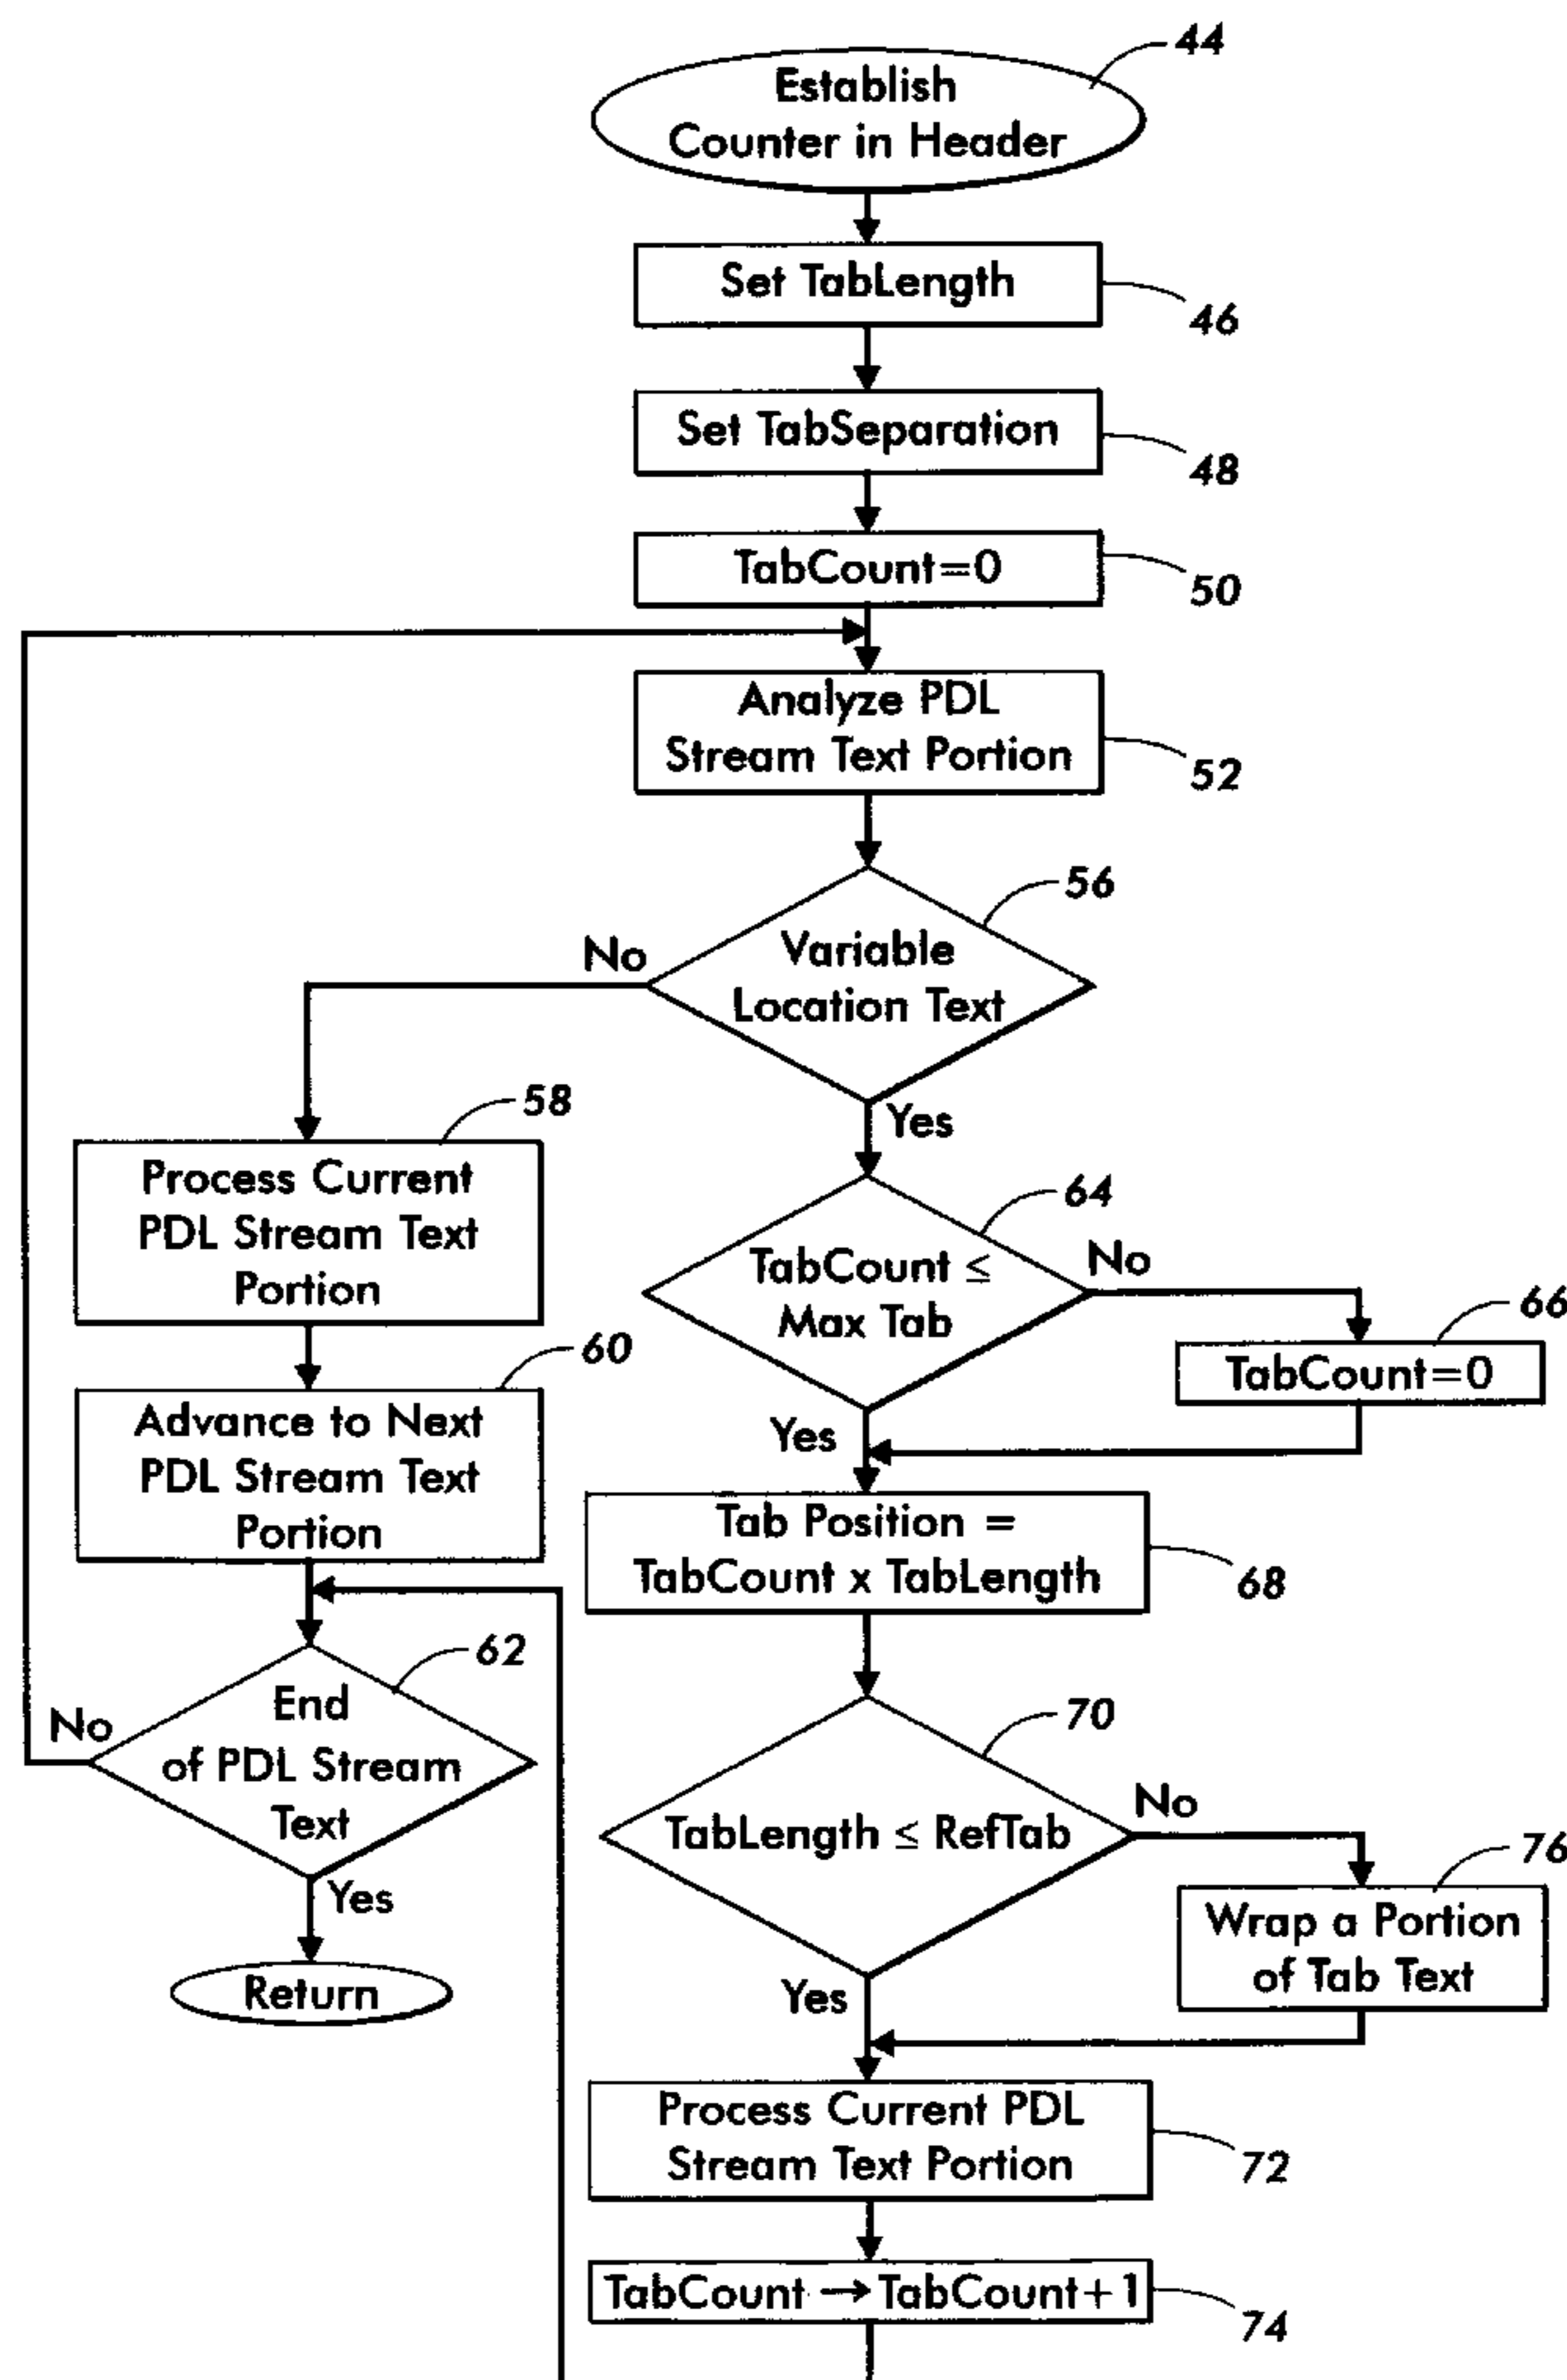 44
Establish
Counter in Header
Set TabLength
46
Set TabSeparation
48
TabCount=0
50
Analyze PDL
Stream Text Portion
52
56
Variable
Location Text
No
Yes
58
Process Current
PDL Stream Text
Portion
64
TabCount ≤
Max Tab
No
Yes
66
TabCount=0
60
Advance to Next
PDL Stream Text
Portion
Tab Position =
TabCount x TabLength
68
62
End
of PDL Stream
Text
No
Yes
Return
70
TabLength ≤ RefTab
No
Yes
76
Wrap a Portion
of Tab Text
Process Current PDL
Stream Text Portion
72
TabCount → TabCount+1
74